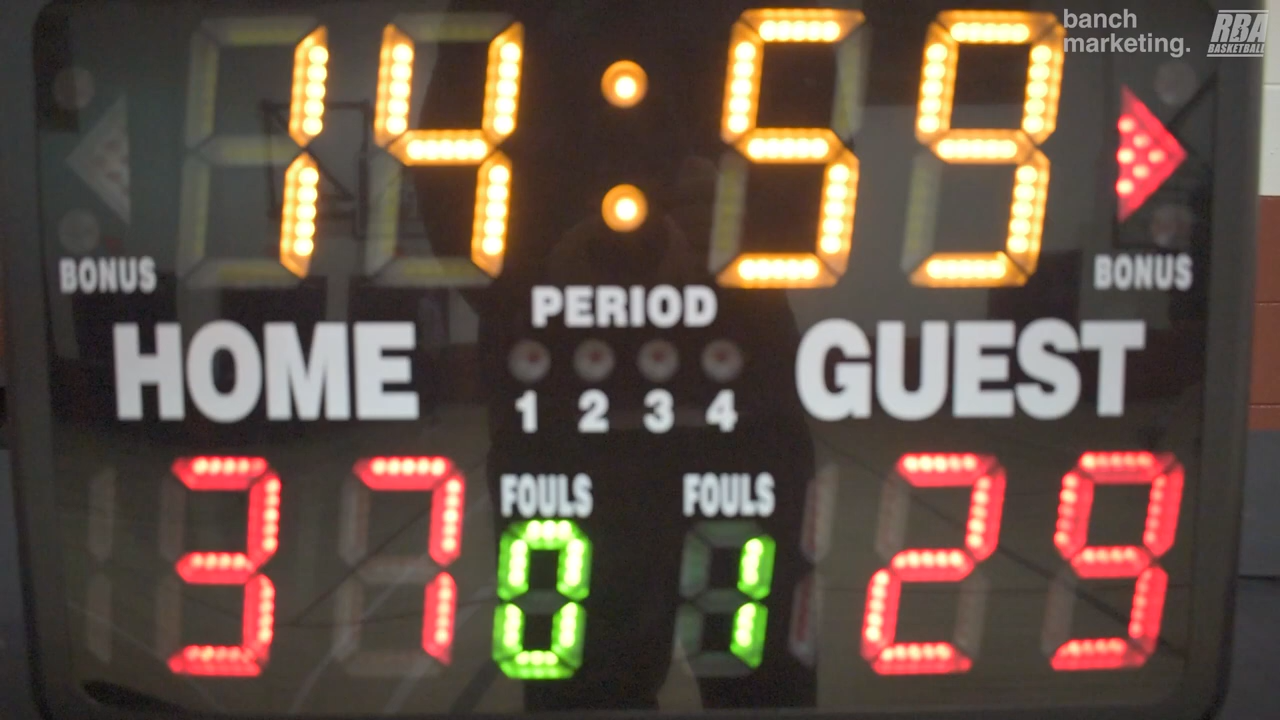 banch
marketing.
RBA
BASKETBALL
14:59
BONUS
BONUS
PERIOD
HOME
GUEST
1 2 3 4
FOULS FOULS
37 0 1 29